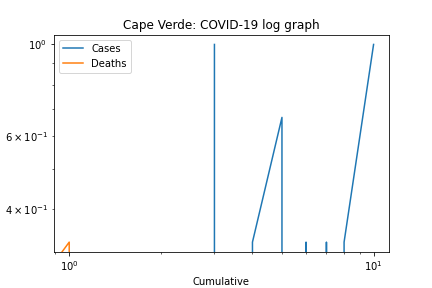 Cape Verde: COVID-19 log graph
10⁰
Cases
Deaths
6 × 10⁻¹
4 × 10⁻¹
10⁰
10¹
Cumulative